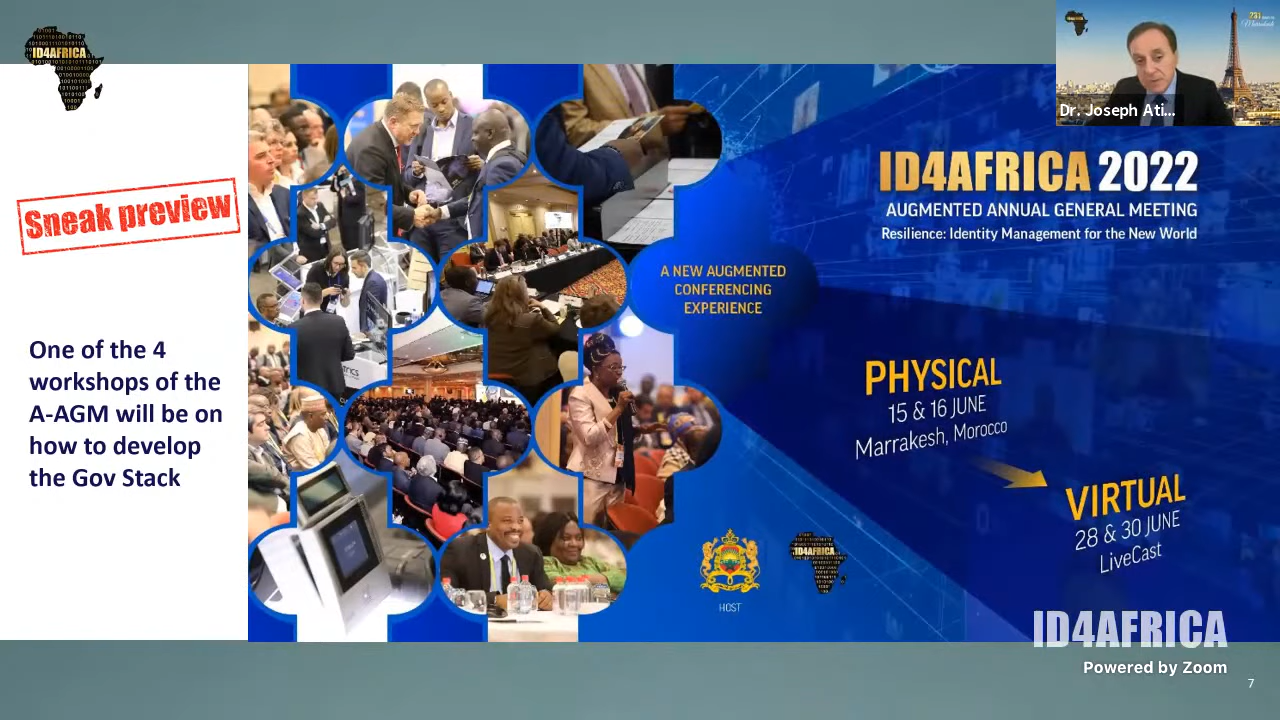 ID4AFRICA
Sneak preview
One of the 4
workshops of the
A-AGM will be on
how to develop
the Gov Stack
Dr. Joseph Ati...
ID4AFRICA 2022
AUGMENTED ANNUAL GENERAL MEETING
Resilience: Identity Management for the New World
A NEW AUGMENTED
CONFERENCING
EXPERIENCE
PHYSICAL
15 & 16 JUNE
Marrakesh, Morocco
VIRTUAL
28 & 30 JUNE
LiveCast
HOST
ID4AFRICA
ID4AFRICA
Powered by Zoom
7